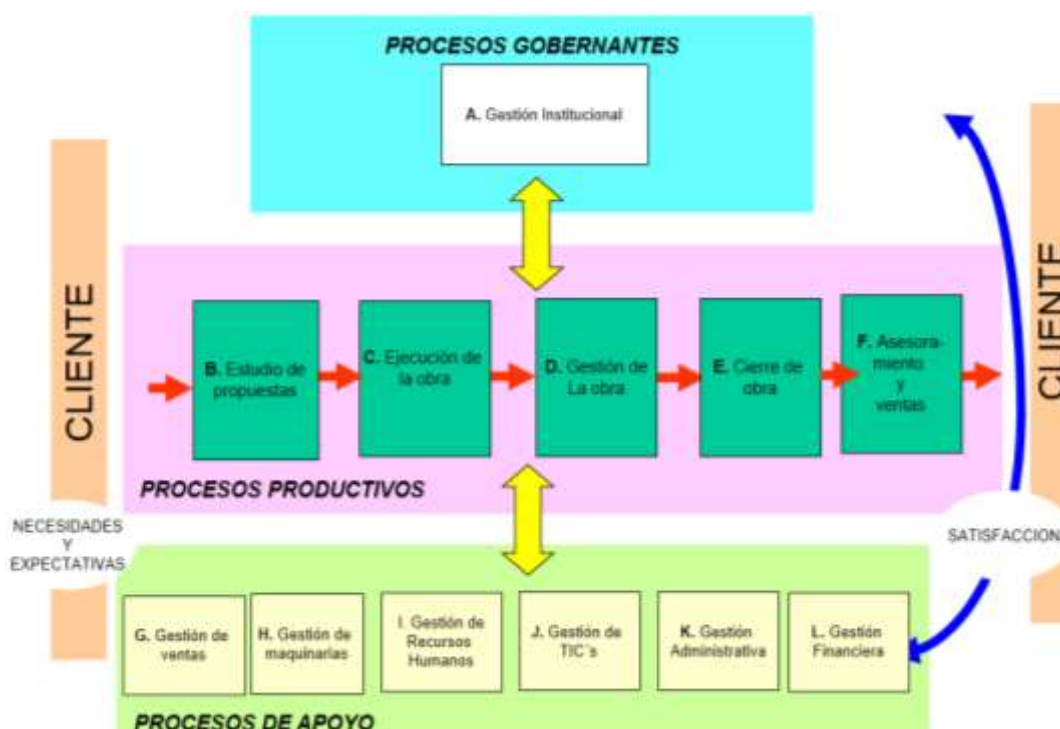 PROCESOS GOBERNANTES
A. Gestión Institucional
CLIENTE
CLIENTE
B. Estudio de
propuestas
C. Ejecución de
la obra
D. Gestión de
La obra
E. Cierre de
obra
F. Asesora-
miento
y
ventas
PROCESOS PRODUCTIVOS
NECESIDADES
Y
EXPECTATIVAS
SATISFACCION
G. Gestión de
ventas
H. Gestión de
maquinarias
I. Gestión de
Recursos
Humanos
J. Gestión de
TIC´s
K. Gestión
Administrativa
L. Gestión
Financiera
PROCESOS DE APOYO